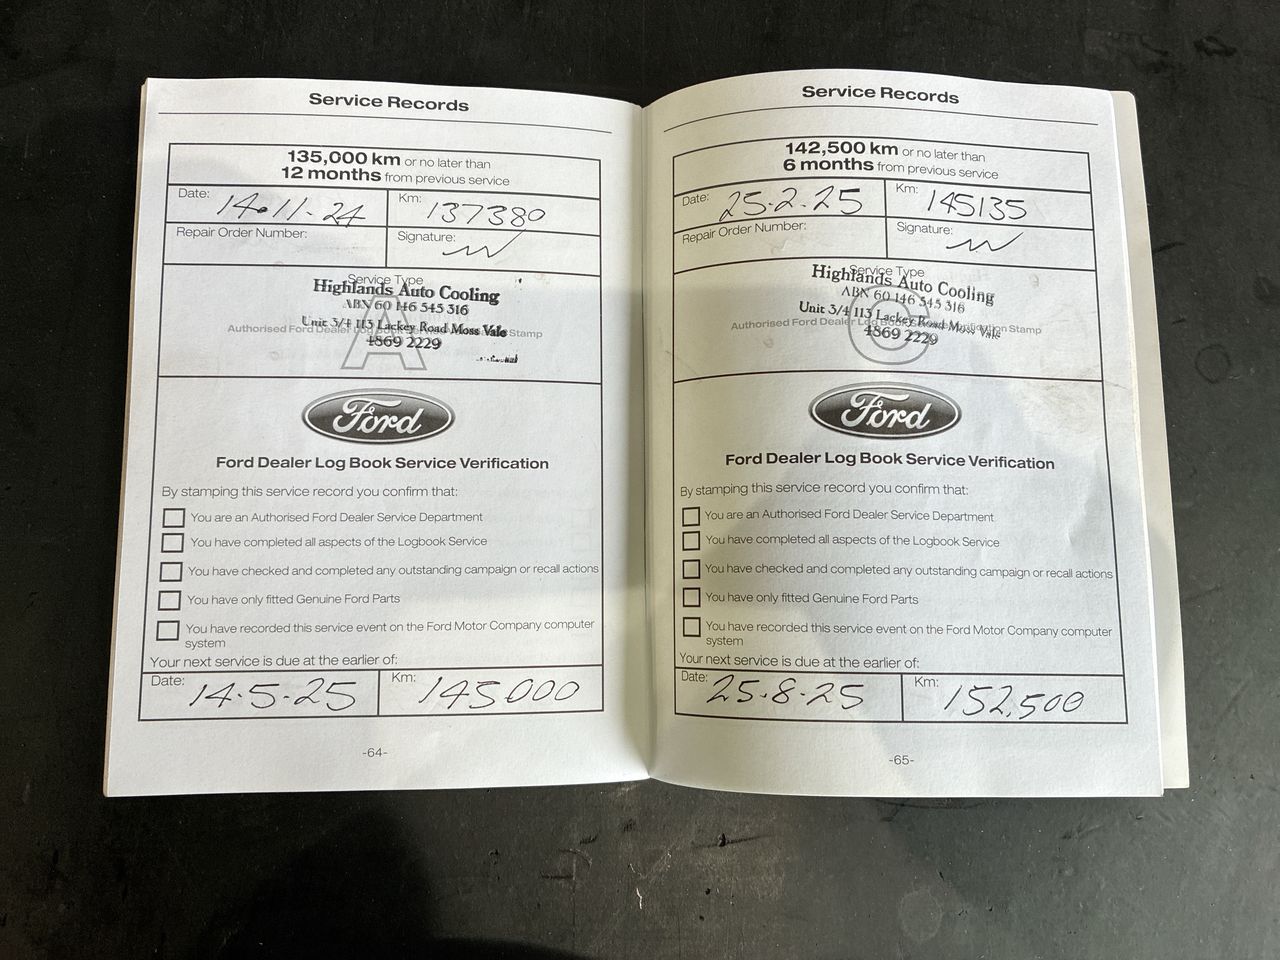 Service Records
135,000 km or no later than
12 months from previous service
Date: 14.11.24
Km: 137380
Repair Order Number:
Signature:
Service Type
A
Highlands Auto Cooling
ABN 60 146 545 316
Unit 3/4 113 Lackey Road Moss Vale
Authorised Ford Dealer Log Book Stamp
4869 2229
Ford
Ford Dealer Log Book Service Verification
By stamping this service record you confirm that:
You are an Authorised Ford Dealer Service Department
You have completed all aspects of the Logbook Service
You have checked and completed any outstanding campaign or recall actions
You have only fitted Genuine Ford Parts
You have recorded this service event on the Ford Motor Company computer
system
Your next service is due at the earlier of:
Date: 14.5.25
Km: 145000
-64-
Service Records
142,500 km or no later than
6 months from previous service
Date: 25.2.25
Km: 145135
Repair Order Number:
Signature:
Service Type
C
Highlands Auto Cooling
ABN 60 146 545 316
Unit 3/4 113 Lackey Road Moss Vale
Authorised Ford Dealer Log Book Service Verification Stamp
4869 2229
Ford
Ford Dealer Log Book Service Verification
By stamping this service record you confirm that:
You are an Authorised Ford Dealer Service Department
You have completed all aspects of the Logbook Service
You have checked and completed any outstanding campaign or recall actions
You have only fitted Genuine Ford Parts
You have recorded this service event on the Ford Motor Company computer
system
Your next service is due at the earlier of:
Date: 25.8.25
Km: 152,500
-65-